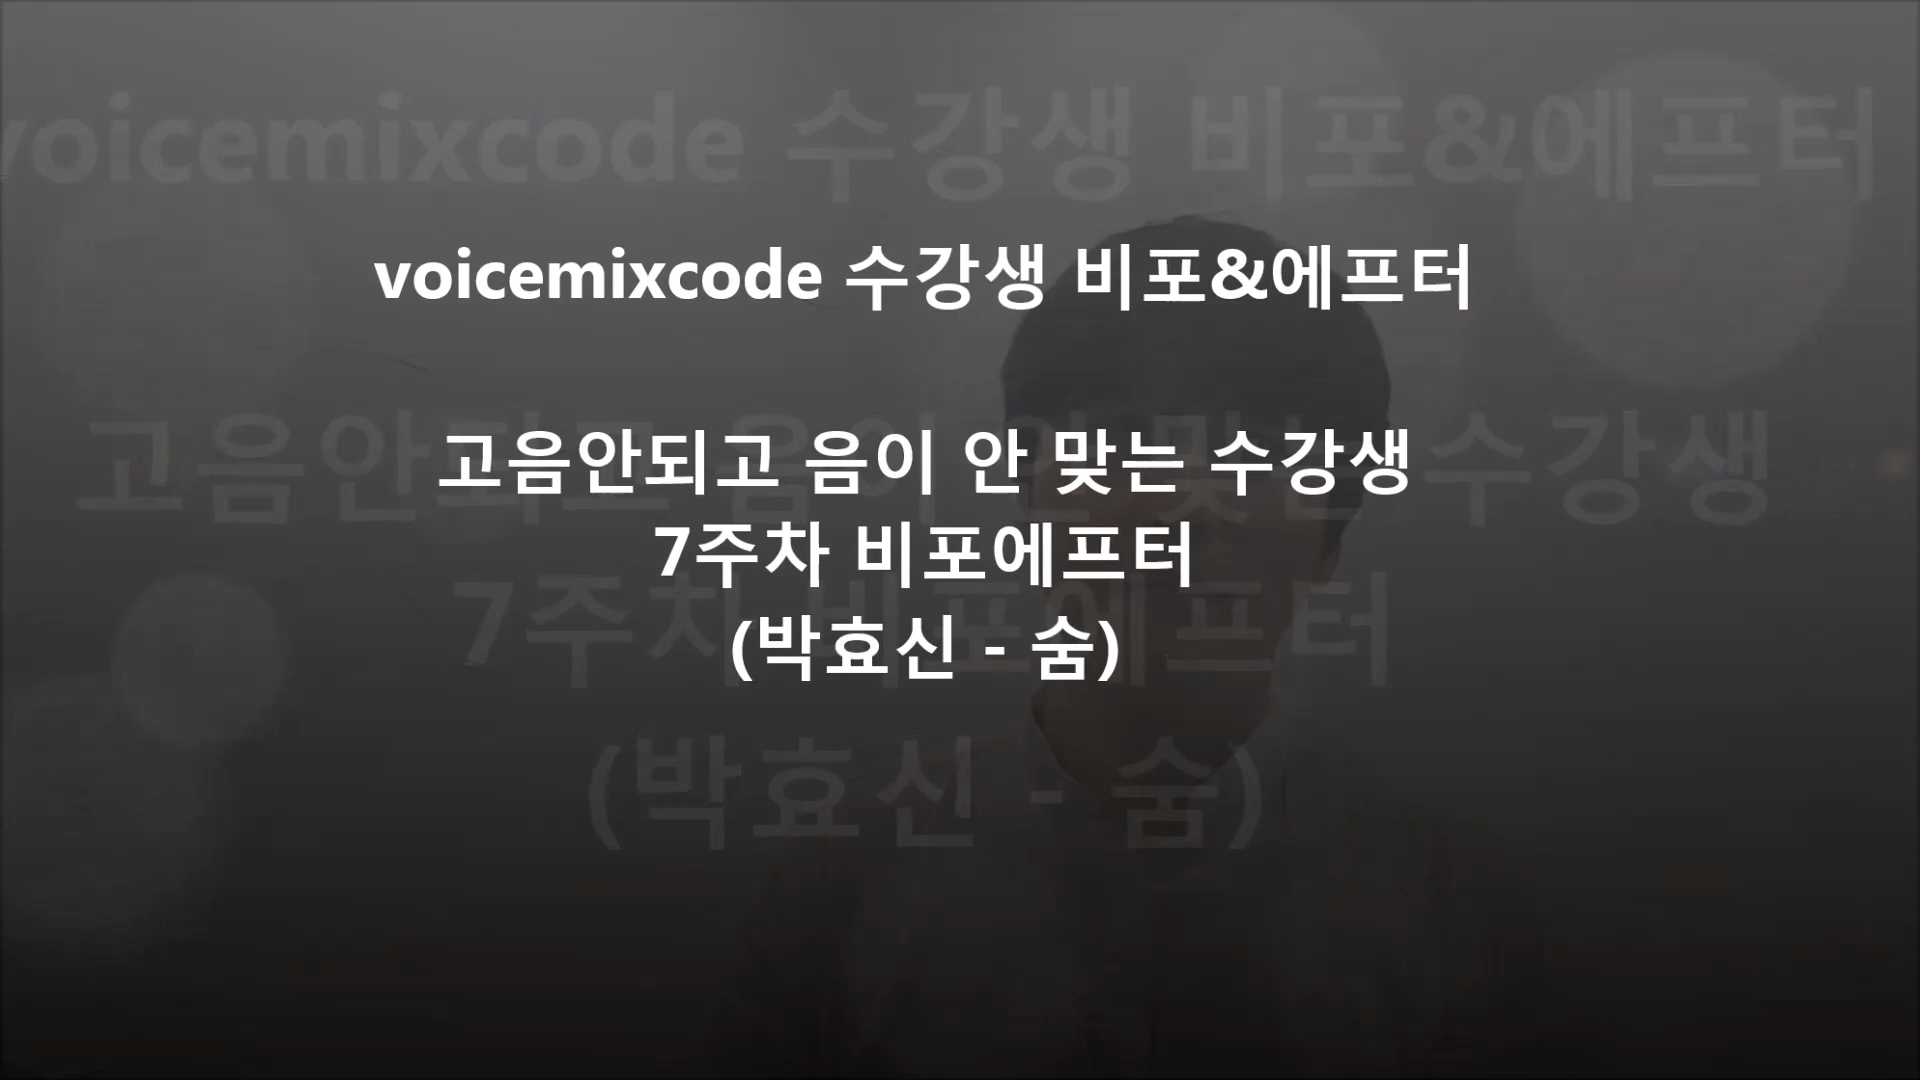 voicemixcode 수강생 비포&에프터
고음안되고 음이 안 맞는 수강생
7주차 비포에프터
(박효신 - 숨)